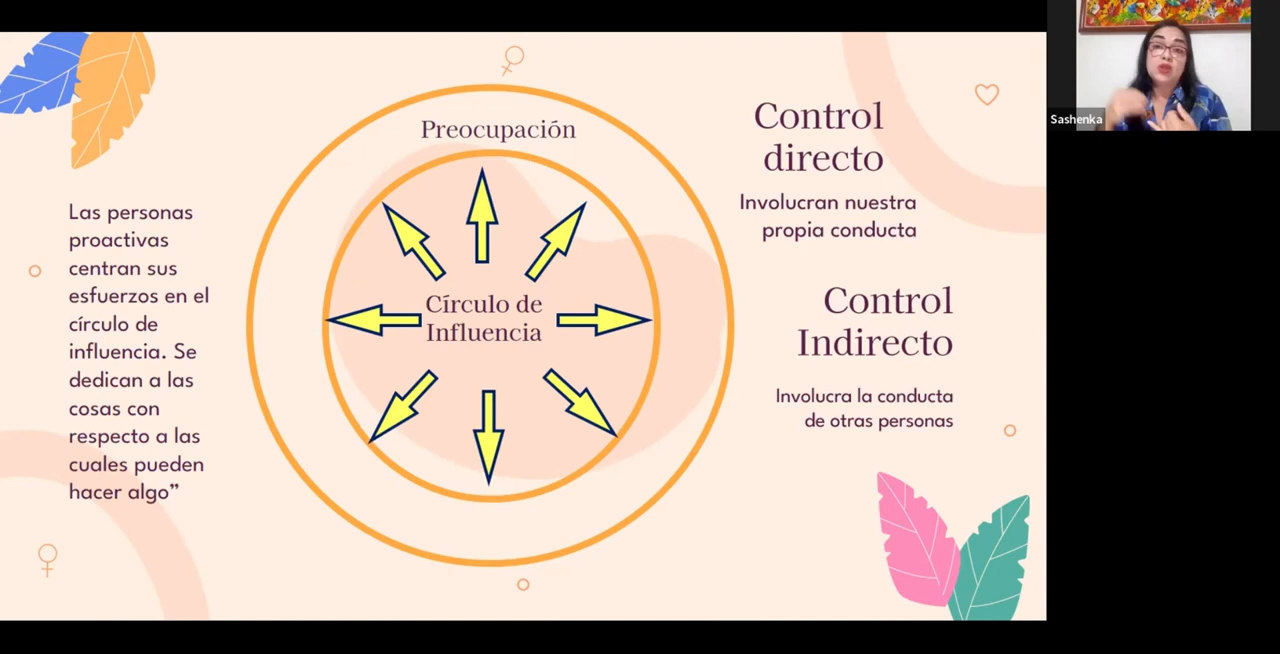 Las personas
proactivas
centran sus
esfuerzos en el
círculo de
influencia. Se
dedican a las
cosas con
respecto a las
cuales pueden
hacer algo”
Preocupación
Círculo de
Influencia
Control
directo
Involucran nuestra
propia conducta
Control
Indirecto
Involucra la conducta
de otras personas
Sashenka